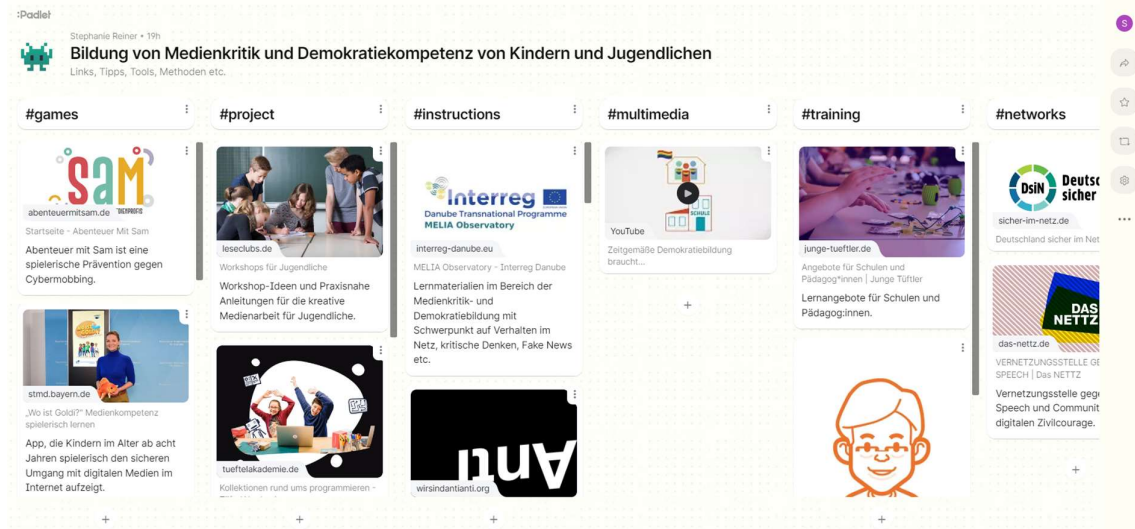 :Padlet
Stephanie Reiner • 19h
Bildung von Medienkritik und Demokratiekompetenz von Kindern und Jugendlichen
Links, Tipps, Tools, Methoden etc.
S
#games
SAM
abenteuermitsam.de
Startseite - Abenteuer Mit Sam
Abenteuer mit Sam ist eine
spielerische Prävention gegen
Cybermobbing.
stmd.bayern.de
„Wo ist Goldi?" Medienkompetenz
spielerisch lernen
App, die Kindern im Alter ab acht
Jahren spielerisch den sicheren
Umgang mit digitalen Medien im
Internet aufzeigt.
#project
leseclubs.de
Workshops für Jugendliche
Workshop-Ideen und Praxisnahe
Anleitungen für die kreative
Medienarbeit für Jugendliche.
tueftelakademie.de
Kollektionen rund ums programmieren -
#instructions
Interreg
Danube Transnational Programme
MELIA Observatory
interreg-danube.eu
MELIA Observatory - Interreg Danube
Lernmaterialien im Bereich der
Medienkritik- und
Demokratiebildung mit
Schwerpunkt auf Verhalten im
Netz, kritische Denken, Fake News
etc.
Anti
wirsindantianti.org
#multimedia
SCHULE
YouTube
Zeitgemäße Demokratiebildung
braucht...
#training
junge-tueftler.de
Angebote für Schulen und
Pädagog*innen | Junge Tüftler
Lernangebote für Schulen und
Pädagog:innen.
#networks
DsiN
Deutsc
sicher
sicher-im-netz.de
Deutschland sicher im Net
DAS
NETTZ
das-nettz.de
VERNETZUNGSSTELLE GE
SPEECH | Das NETTZ
Vernetzungsstelle gege
Speech und Communit
digitalen Zivilcourage.